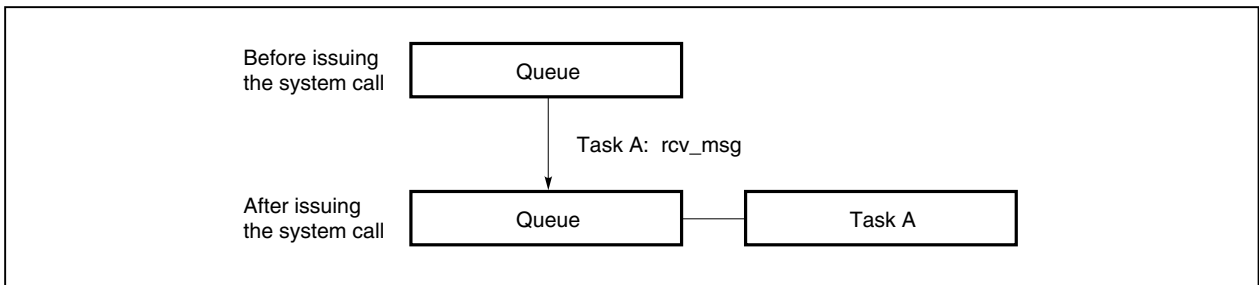 Before issuing
the system call
Queue
Task A: rcv_msg
After issuing
the system call
Queue
Task A